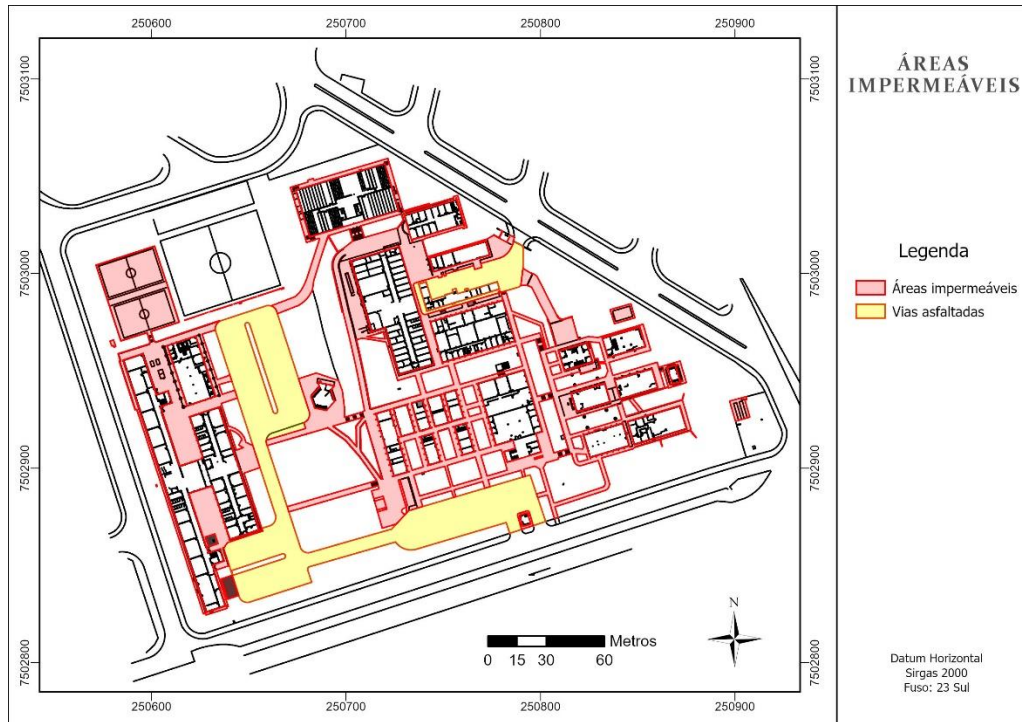 250600 250700 250800 250900
7503100 7503100
7503000 7503000
7502900 7502900
7502800 7502800
250600 250700 250800 250900
N
Metros
0 15 30 60
ÁREAS
IMPERMEÁVEIS
Legenda
Áreas impermeáveis
Vias asfaltadas
Datum Horizontal
Sirgas 2000
Fuso: 23 Sul